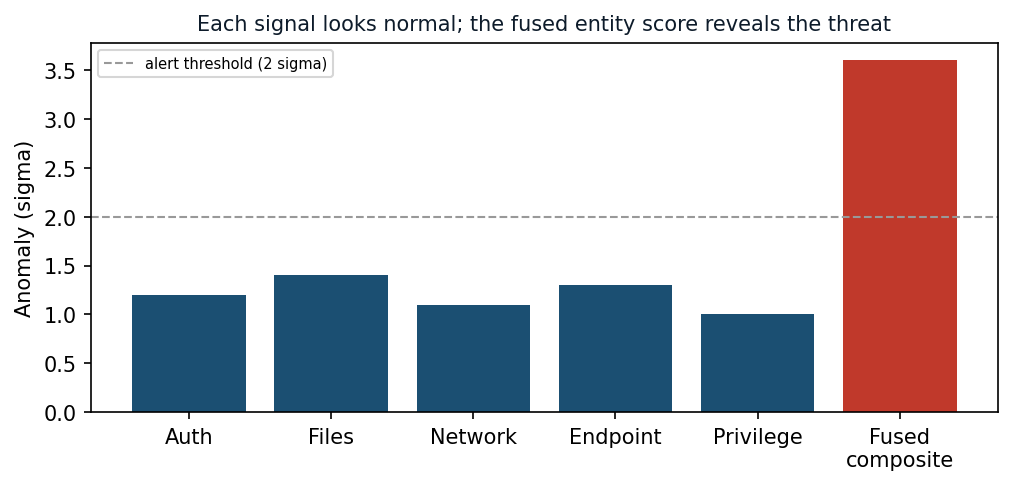 Each signal looks normal; the fused entity score reveals the threat
alert threshold (2 sigma)
Anomaly (sigma)
3.5
3.0
2.5
2.0
1.5
1.0
0.5
0.0
Auth
Files
Network
Endpoint
Privilege
Fused
composite